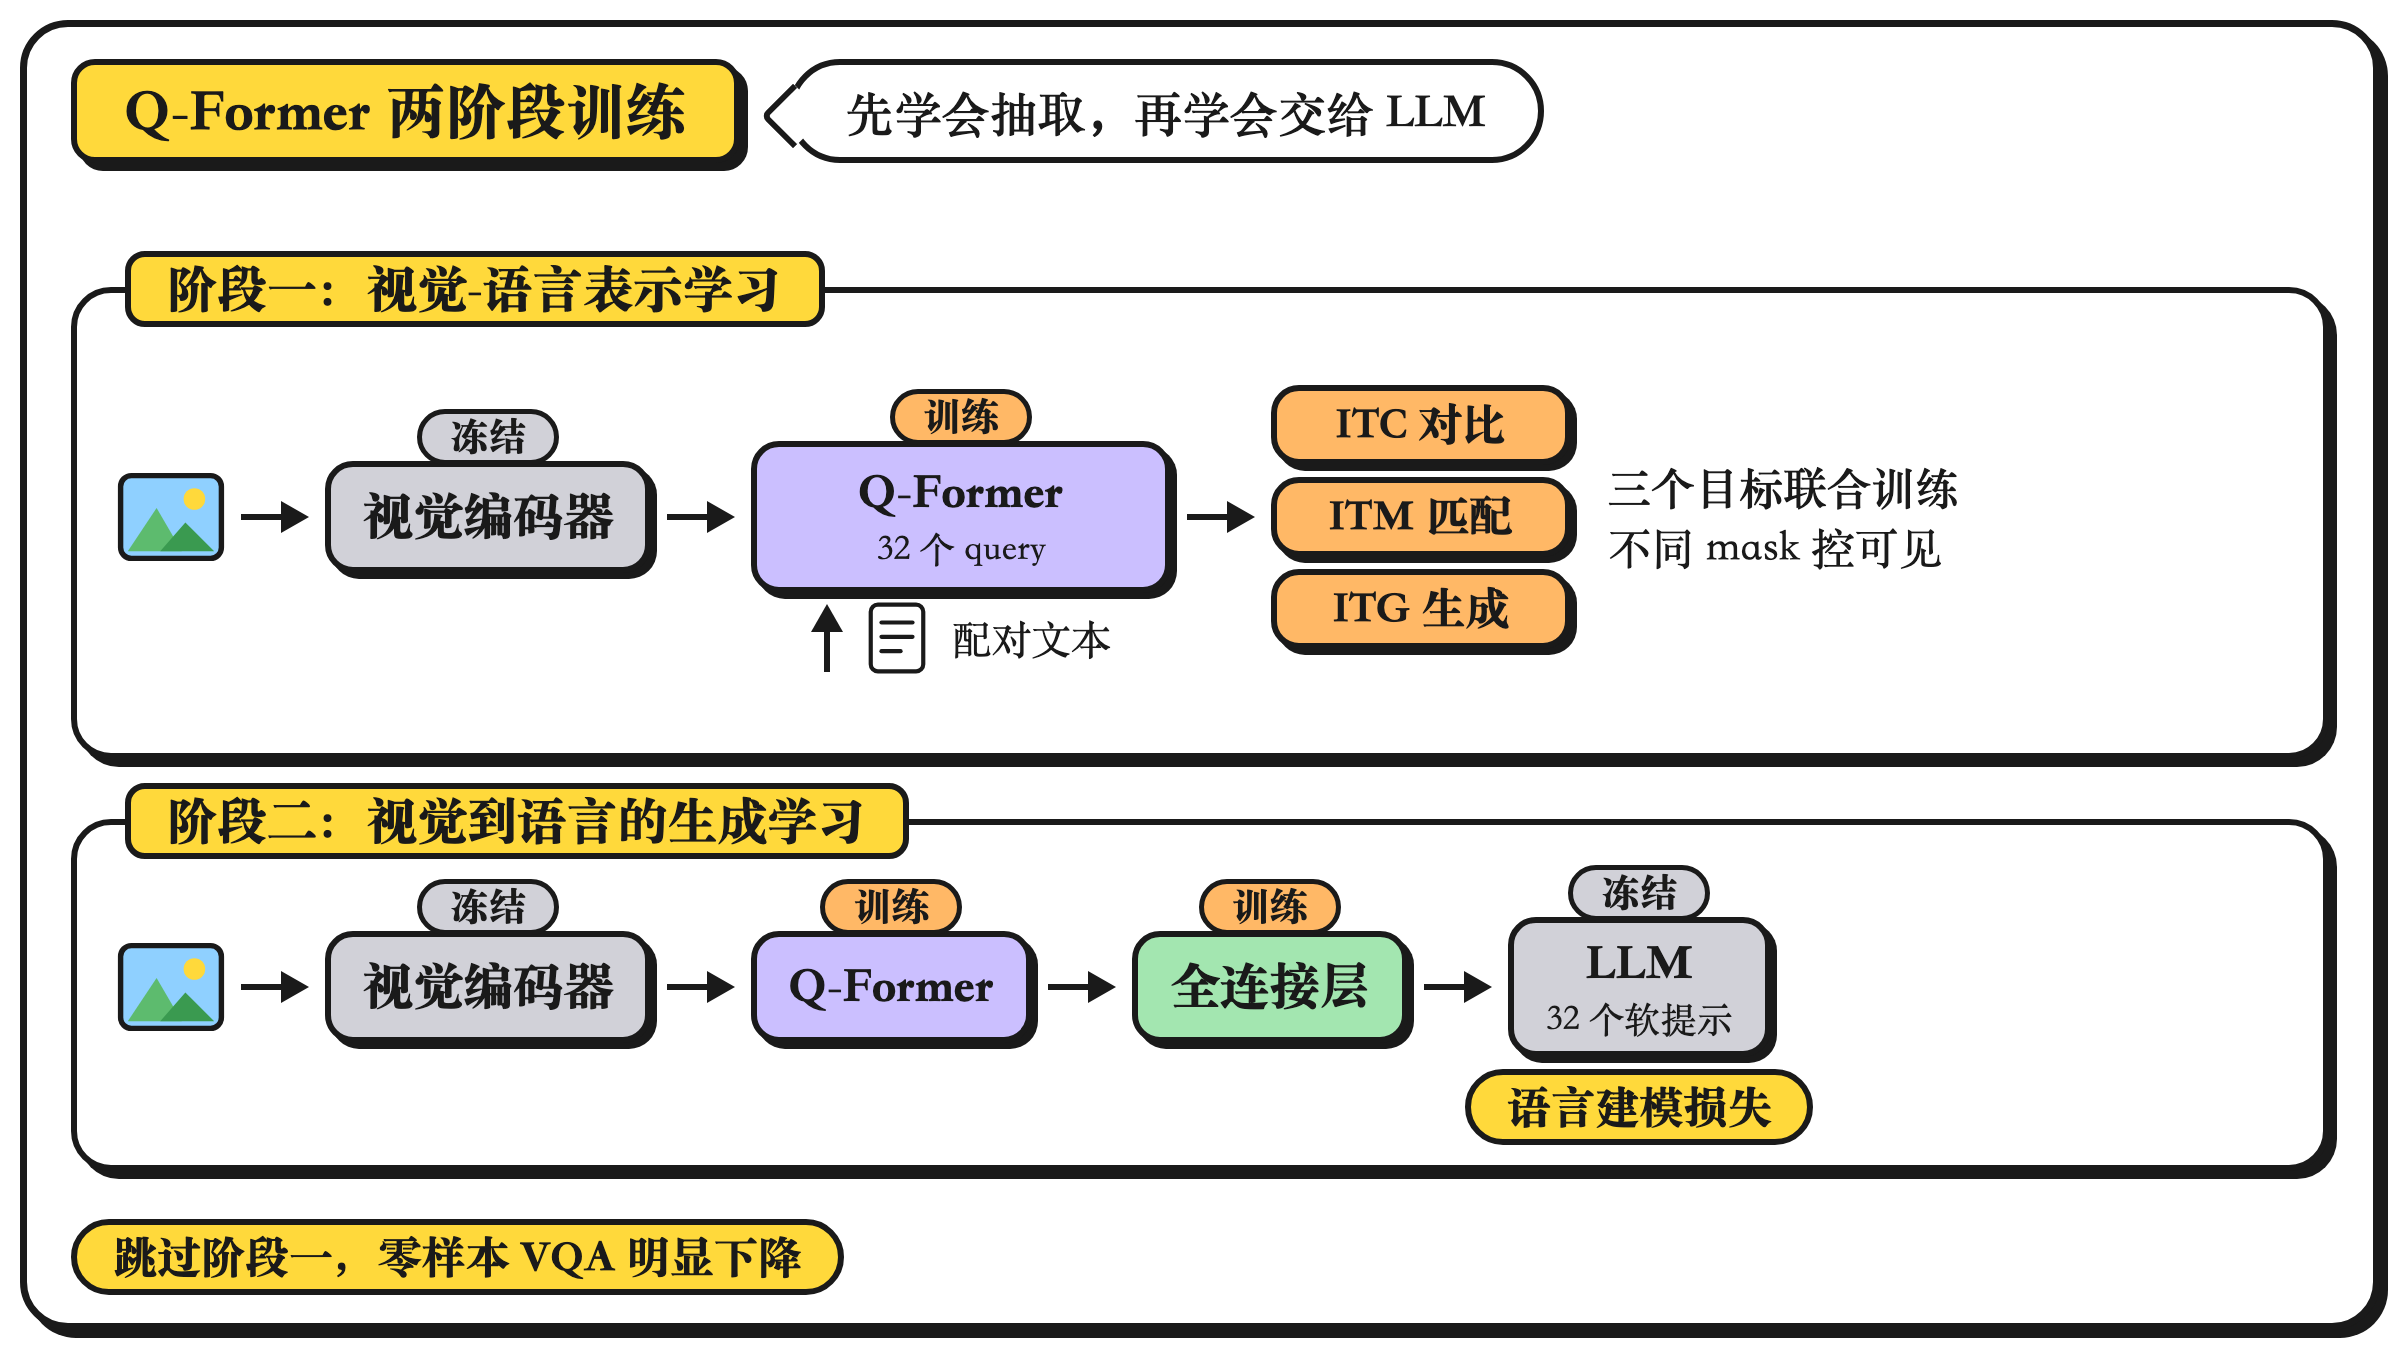 Q-Former 两阶段训练
先学会抽取，再学会交给 LLM
阶段一：视觉-语言表示学习
冻结
视觉编码器
训练
Q-Former
32 个 query
配对文本
ITC 对比
ITM 匹配
ITG 生成
三个目标联合训练
不同 mask 控可见
阶段二：视觉到语言的生成学习
冻结
视觉编码器
训练
Q-Former
训练
全连接层
冻结
LLM
32 个软提示
语言建模损失
跳过阶段一，零样本 VQA 明显下降